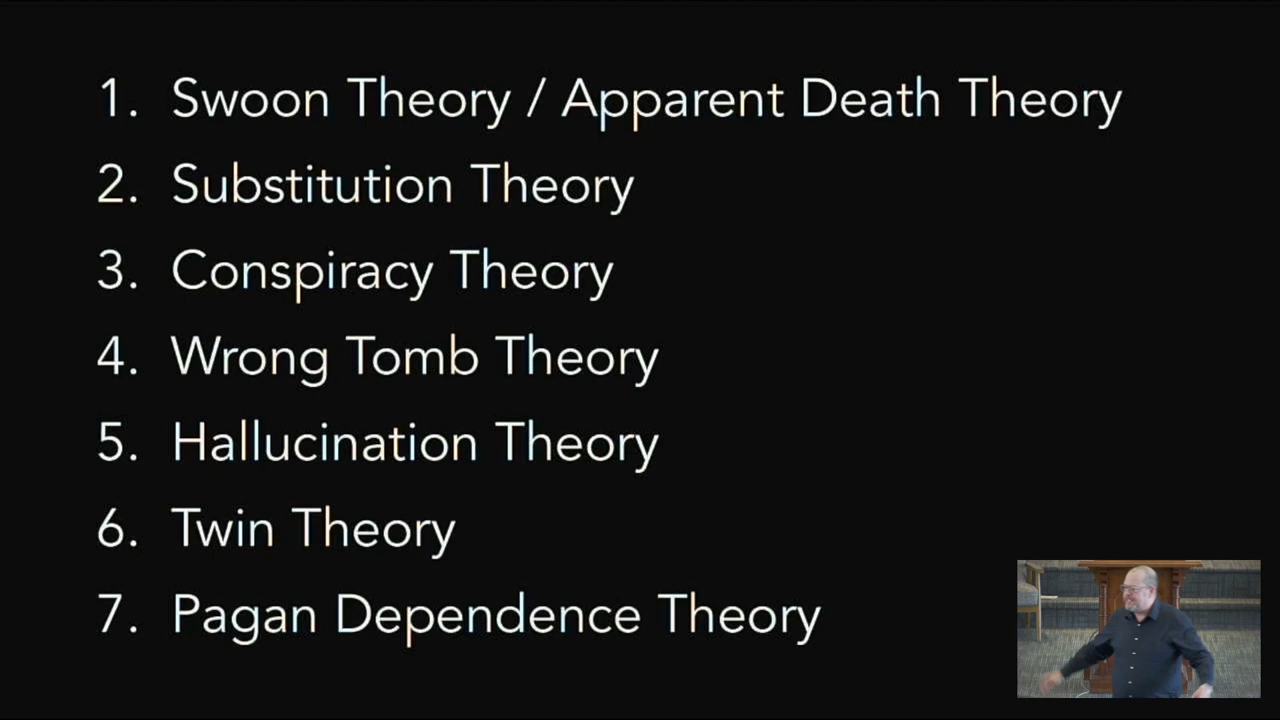 1. Swoon Theory / Apparent Death Theory
2. Substitution Theory
3. Conspiracy Theory
4. Wrong Tomb Theory
5. Hallucination Theory
6. Twin Theory
7. Pagan Dependence Theory